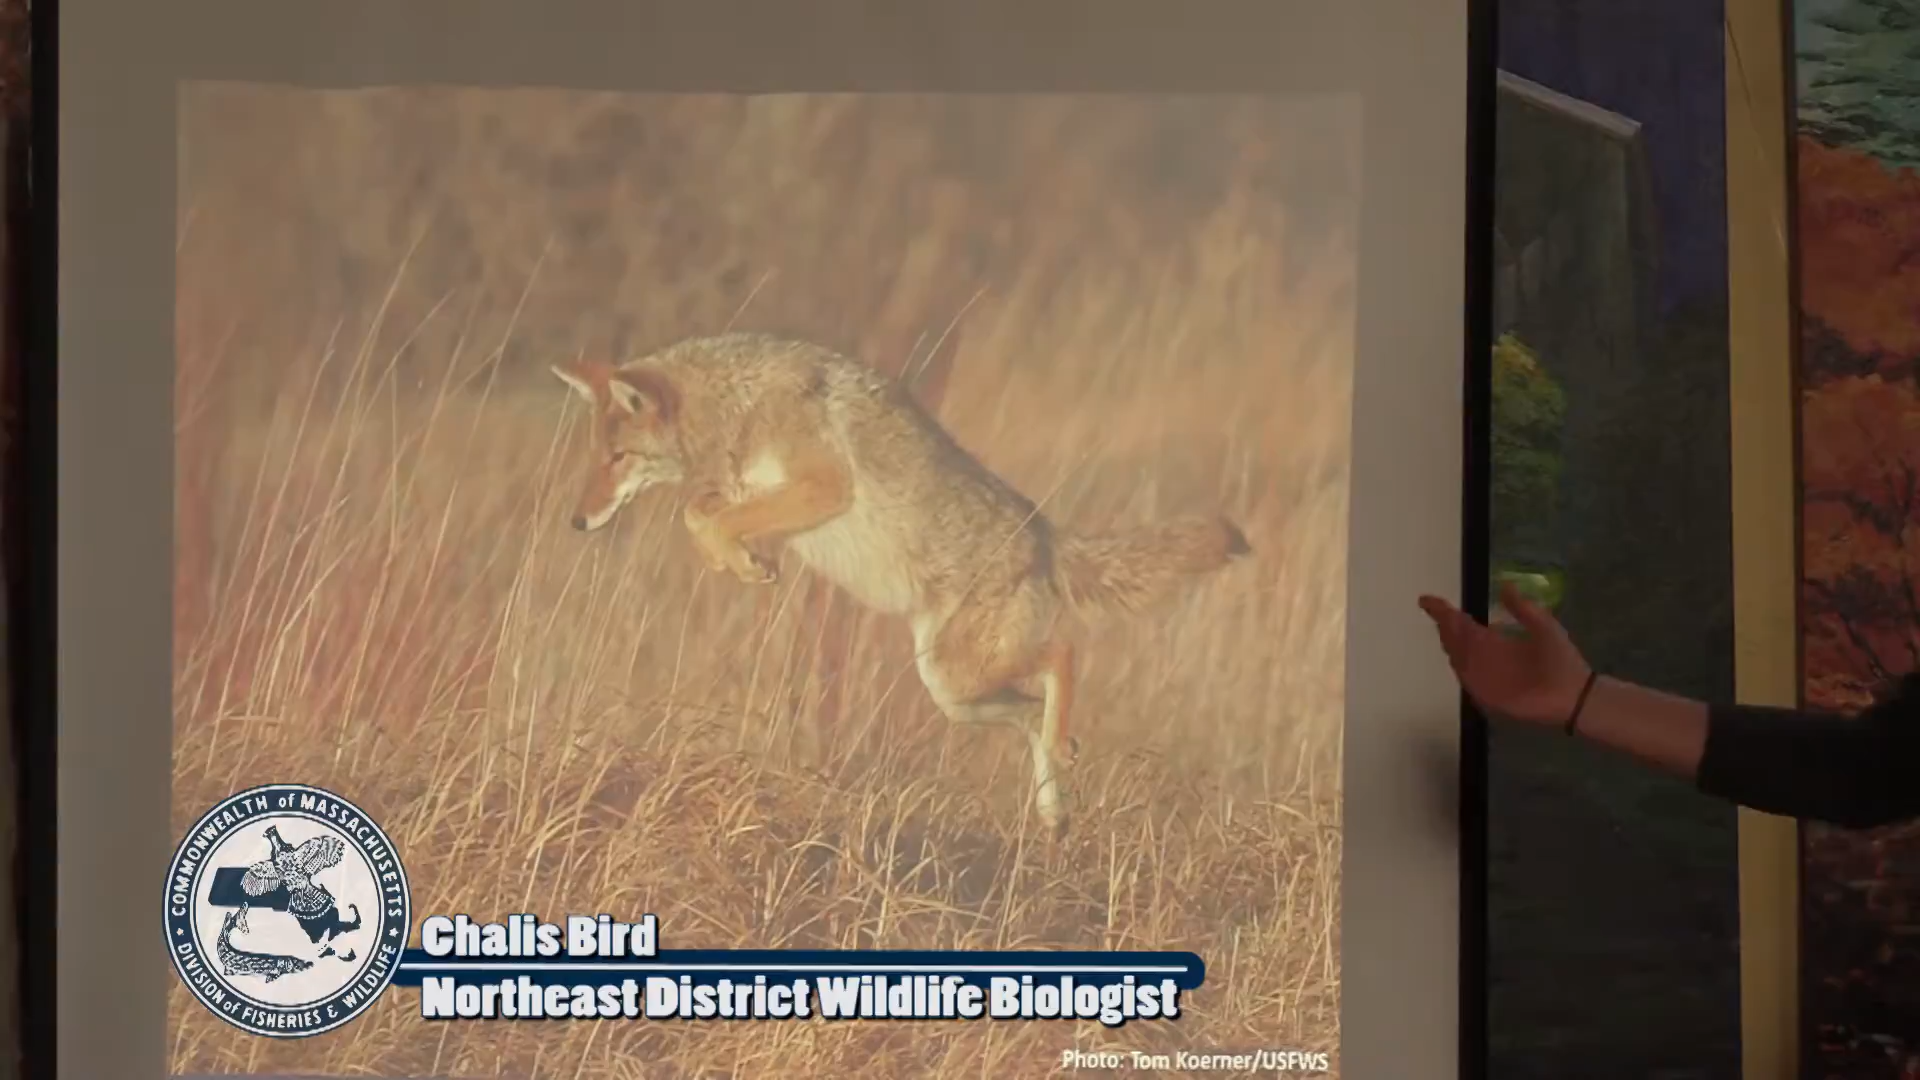 COMMONWEALTH of MASSACHUSETTS
DIVISION of FISHERIES & WILDLIFE
Chalis Bird
Northeast District Wildlife Biologist
Photo: Tom Koerner/USFWS